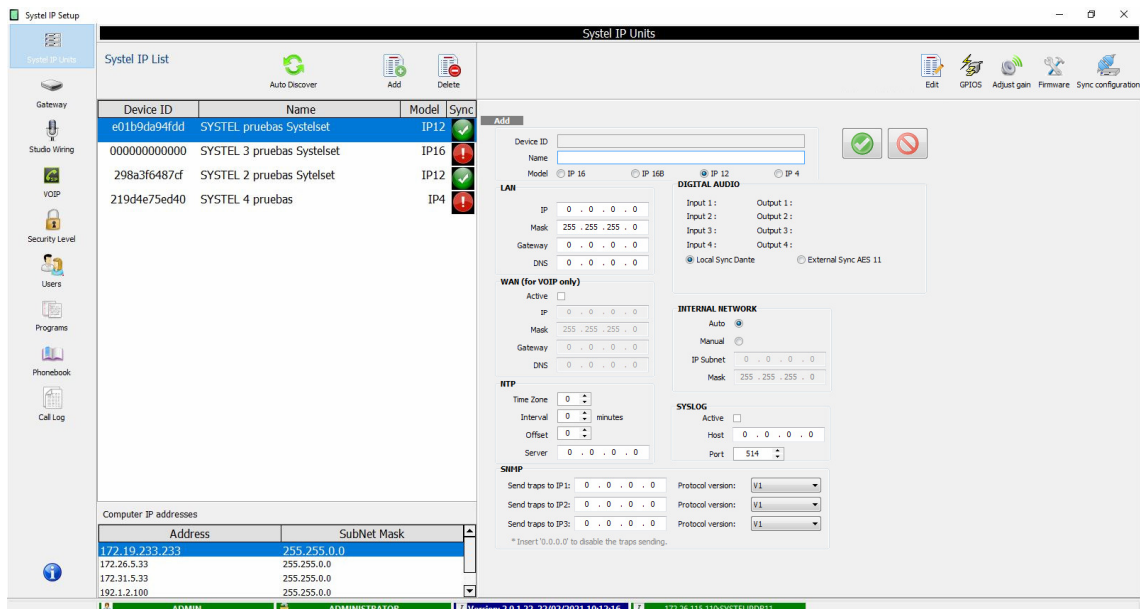 Systel IP Setup
Systel IP Units
Systel IP Units
Gateway
Studio Wiring
VOIP
Security Level
Users
Programs
Phonebook
Call Log
Systel IP List
Auto Discover
Add
Delete
Edit
GPIOS
Adjust gain
Firmware
Sync configuration
Device ID Name Model Sync
e01b9da94fdd SYSTEL pruebas Systelset IP12
000000000000 SYSTEL 3 pruebas Systelset IP16
298a3f6487cf SYSTEL 2 pruebas Sytelset IP12
219d4e75ed40 SYSTEL 4 pruebas IP4
Computer IP addresses
Address SubNet Mask
172.19.233.233 255.255.0.0
172.26.5.33 255.255.0.0
172.31.5.33 255.255.0.0
192.1.2.100 255.255.0.0
Add
Device ID
Name
Model IP 16 IP 16B IP 12 IP 4
LAN
IP 0 . 0 . 0 . 0
Mask 255 . 255 . 255 . 0
Gateway 0 . 0 . 0 . 0
DNS 0 . 0 . 0 . 0
WAN (for VOIP only)
Active
IP 0 . 0 . 0 . 0
Mask 255 . 255 . 255 . 0
Gateway 0 . 0 . 0 . 0
DNS 0 . 0 . 0 . 0
NTP
Time Zone 0
Interval 0 minutes
Offset 0
Server 0 . 0 . 0 . 0
DIGITAL AUDIO
Input 1 : Output 1 :
Input 2 : Output 2 :
Input 3 : Output 3 :
Input 4 : Output 4 :
Local Sync Dante External Sync AES 11
INTERNAL NETWORK
Auto
Manual
IP Subnet 0 . 0 . 0 . 0
Mask 255 . 255 . 255 . 0
SYSLOG
Active
Host 0 . 0 . 0 . 0
Port 514
SNMP
Send traps to IP1: 0 . 0 . 0 . 0 Protocol version: V1
Send traps to IP2: 0 . 0 . 0 . 0 Protocol version: V1
Send traps to IP3: 0 . 0 . 0 . 0 Protocol version: V1
* Insert '0.0.0.0' to disable the traps sending.
ADMIN ADMINISTRATOR Version: 2.0.1.22